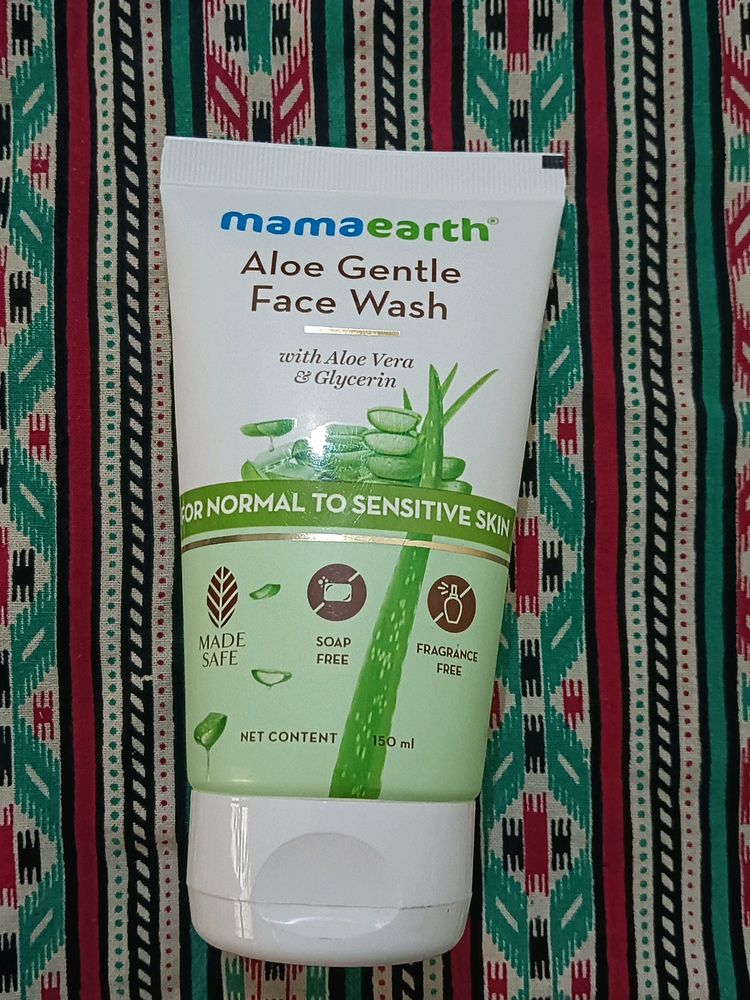 mamaearth®
Aloe Gentle
Face Wash
with Aloe Vera
& Glycerin
FOR NORMAL TO SENSITIVE SKIN
MADE
SAFE
SOAP
FREE
FRAGRANCE
FREE
NET CONTENT 150 ml